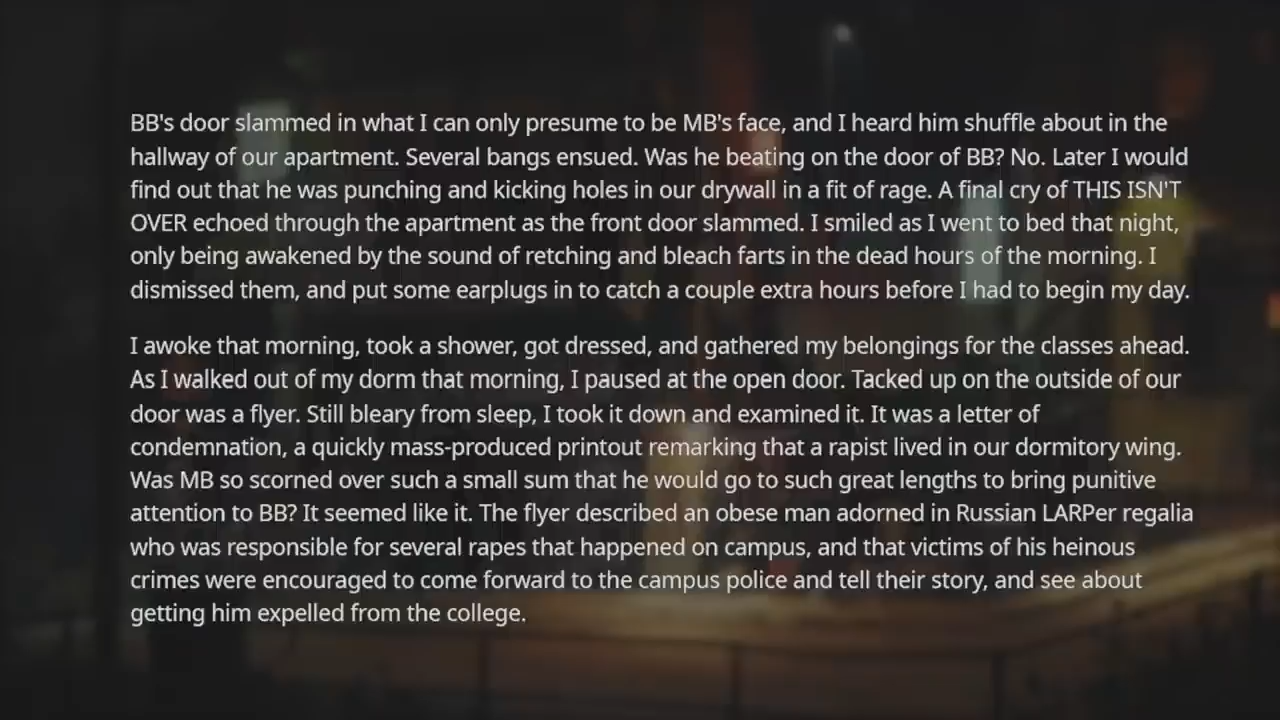 BB's door slammed in what I can only presume to be MB's face, and I heard him shuffle about in the
hallway of our apartment. Several bangs ensued. Was he beating on the door of BB? No. Later I would
find out that he was punching and kicking holes in our drywall in a fit of rage. A final cry of THIS ISN'T
OVER echoed through the apartment as the front door slammed. I smiled as I went to bed that night,
only being awakened by the sound of retching and bleach farts in the dead hours of the morning. I
dismissed them, and put some earplugs in to catch a couple extra hours before I had to begin my day.
I awoke that morning, took a shower, got dressed, and gathered my belongings for the classes ahead.
As I walked out of my dorm that morning, I paused at the open door. Tacked up on the outside of our
door was a flyer. Still bleary from sleep, I took it down and examined it. It was a letter of
condemnation, a quickly mass-produced printout remarking that a rapist lived in our dormitory wing.
Was MB so scorned over such a small sum that he would go to such great lengths to bring punitive
attention to BB? It seemed like it. The flyer described an obese man adorned in Russian LARPer regalia
who was responsible for several rapes that happened on campus, and that victims of his heinous
crimes were encouraged to come forward to the campus police and tell their story, and see about
getting him expelled from the college.